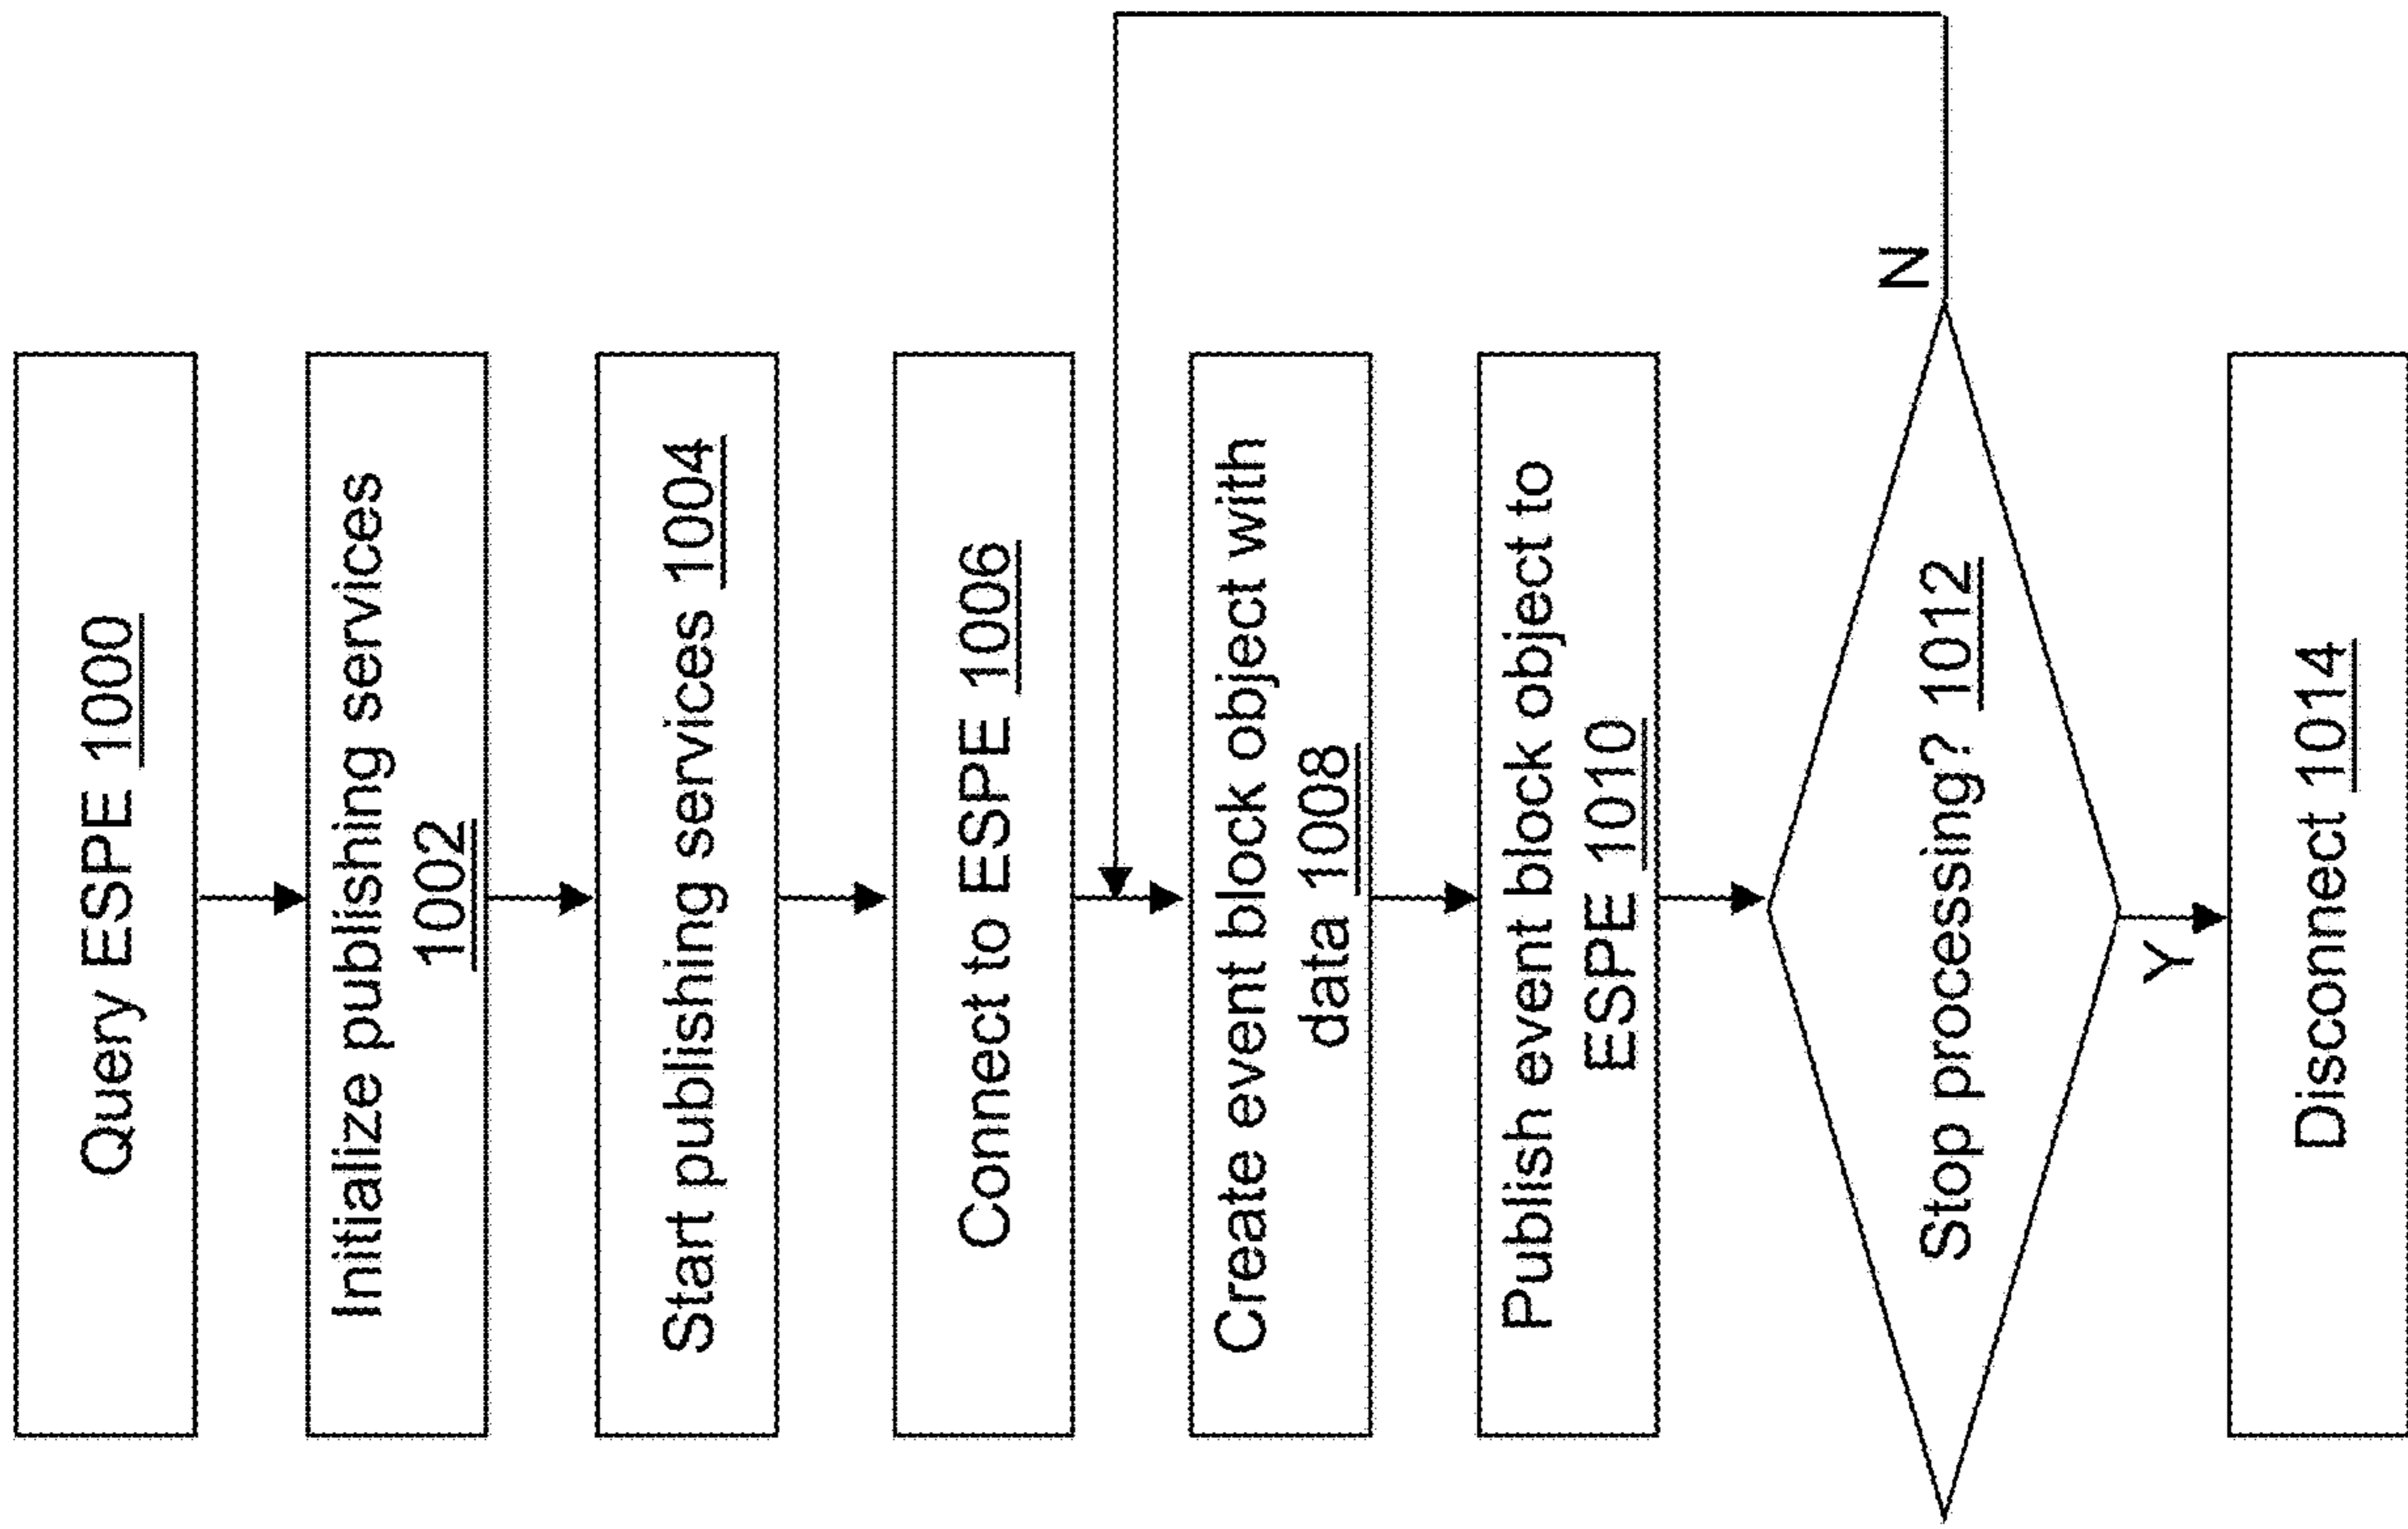 Query ESPE 1000
Initialize publishing services
1002
Start publishing services 1004
Connect to ESPE 1006
Create event block object with
data 1008
Publish event block object to
ESPE 1010
Stop processing? 1012
N
Y
Disconnect 1014